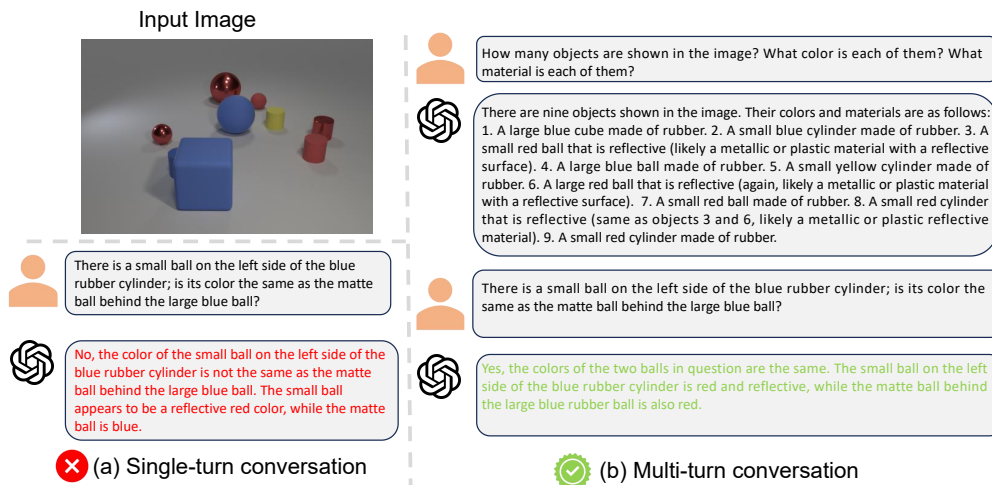 Input Image
There is a small ball on the left side of the blue
rubber cylinder; is its color the same as the matte
ball behind the large blue ball?
No, the color of the small ball on the left side of the
blue rubber cylinder is not the same as the matte
ball behind the large blue ball. The small ball
appears to be a reflective red color, while the matte
ball is blue.
(a) Single-turn conversation
How many objects are shown in the image? What color is each of them? What
material is each of them?
There are nine objects shown in the image. Their colors and materials are as follows:
1. A large blue cube made of rubber. 2. A small blue cylinder made of rubber. 3. A
small red ball that is reflective (likely a metallic or plastic material with a reflective
surface). 4. A large blue ball made of rubber. 5. A small yellow cylinder made of
rubber. 6. A large red ball that is reflective (again, likely a metallic or plastic material
with a reflective surface). 7. A small red ball made of rubber. 8. A small red cylinder
that is reflective (same as objects 3 and 6, likely a metallic or plastic reflective
material). 9. A small red cylinder made of rubber.
There is a small ball on the left side of the blue rubber cylinder; is its color the
same as the matte ball behind the large blue ball?
Yes, the colors of the two balls in question are the same. The small ball on the left
side of the blue rubber cylinder is red and reflective, while the matte ball behind
the large blue rubber ball is also red.
(b) Multi-turn conversation